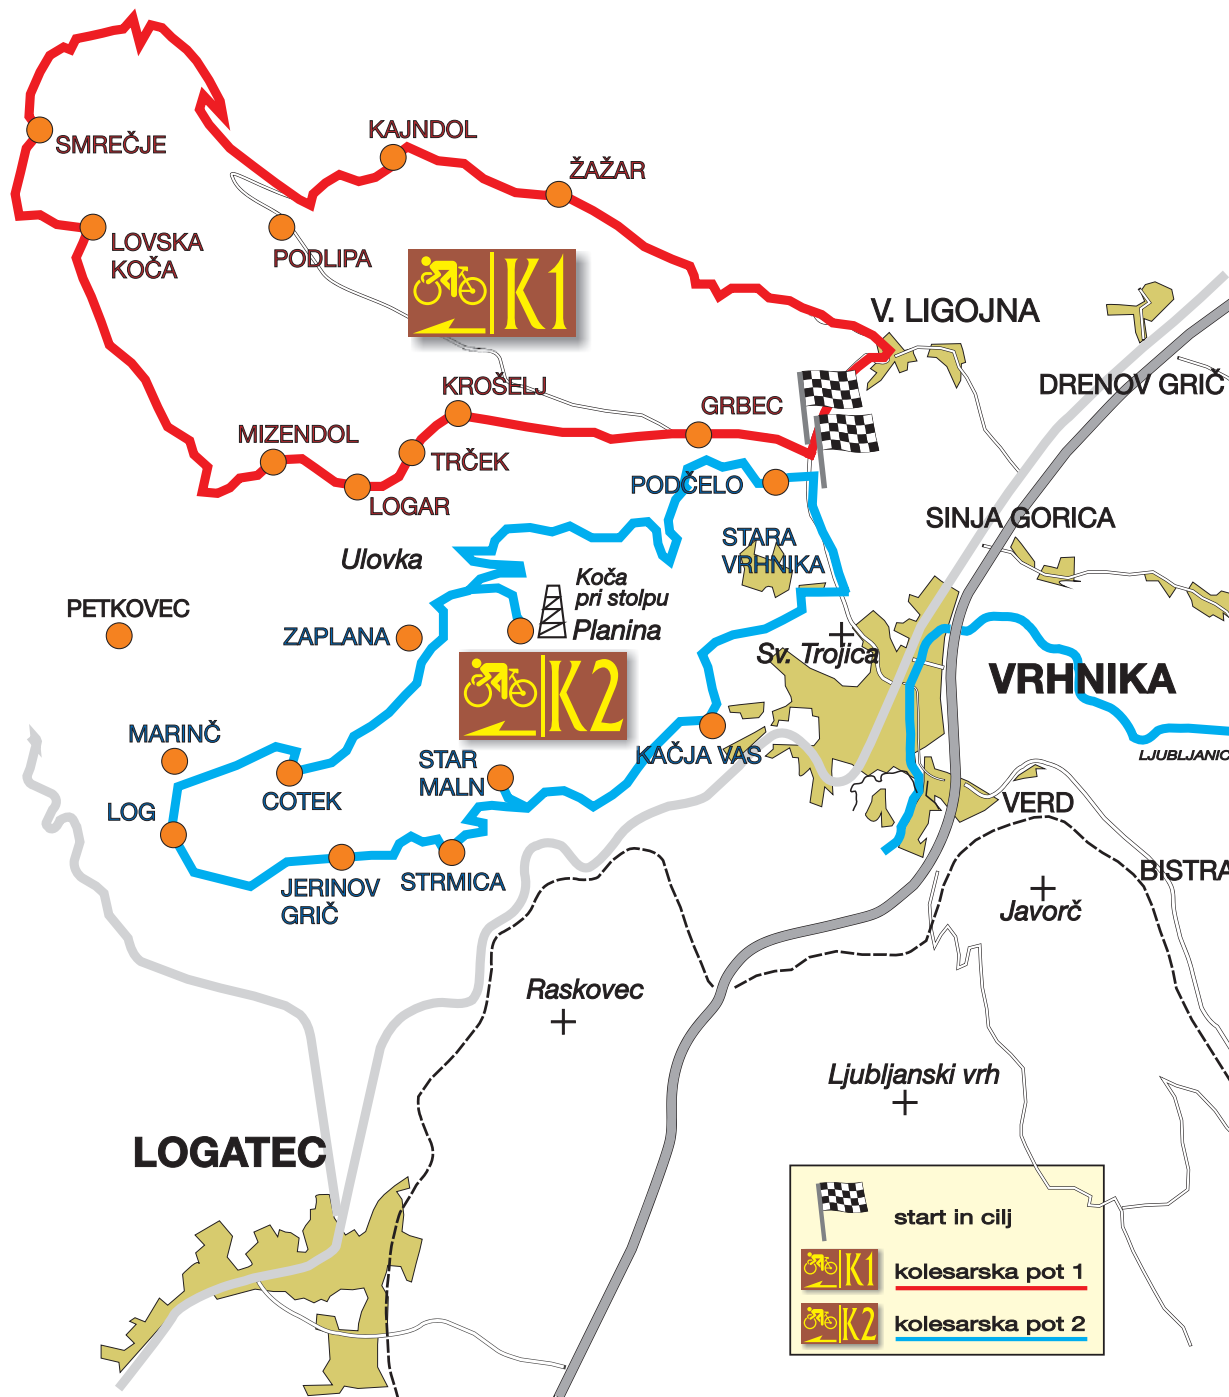 KAJNDOL
SMREČJE
ŽAŽAR
LOVSKA
KOČA
PODLIPA
K1
V. LIGOJNA
DRENOV GRIČ
KROŠELJ
GRBEC
MIZENDOL
TRČEK
PODČELO
LOGAR
SINJA GORICA
STARA
VRHNIKA
Ulovka
Koča
pri stolpu
PETKOVEC
ZAPLANA
Planina
Sv. Trojica
VRHNIKA
K2
MARINČ
KAČJA VAS
LJUBLJANIC
STAR
MALN
COTEK
VERD
LOG
BISTRA
JERINOV
GRIČ
STRMICA
Javorč
Raskovec
Ljubljanski vrh
LOGATEC
start in cilj
K1 kolesarska pot 1
K2 kolesarska pot 2